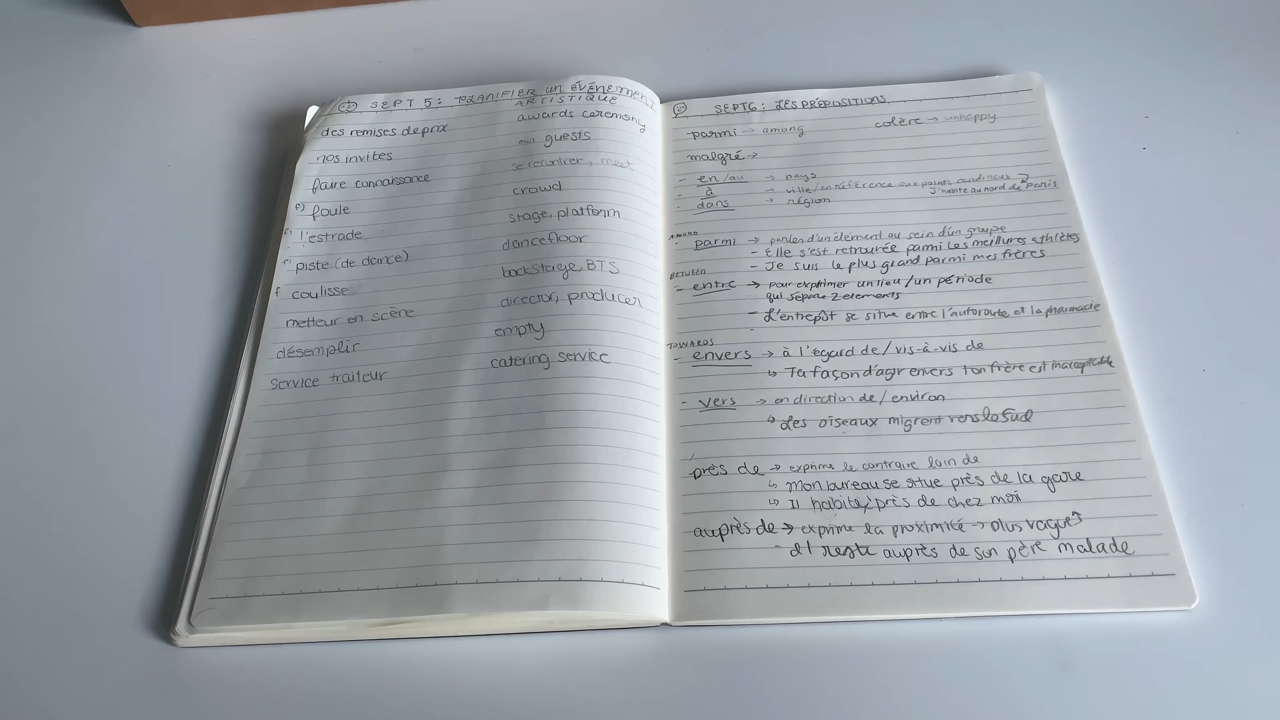 SEPT 5: PLANIFIER un ÉVÉNEMENT
ARTISTIQUE
des remises de prix awards ceremony
nos invites our guests
faire connaissance se rencontrer, meet
foule crowd
l'estrade stage, platform
piste (de dance) dancefloor
f coulisse backstage, BTS
metteur en scène director, producer
désemplir empty
service traiteur catering service
SEPT 6: LES PRÉPOSITIONS
parmi → among colère → unhappy
malgré →
- en/au → pays
- à → ville/en référence aux points cardinaux
J'habite au nord de Paris
- dans → région
AMONG
- parmi → parler d'un élément au sein d'un groupe
- Elle s'est retrouvée parmi les meillures athlètes
- Je suis le plus grand parmi mes frères
BETWEEN
- entre → pour exprimer un lieu/un période
qui sépare 2 elements
- L'entrepôt se situe entre l'autoroute et la pharmacie
TOWARDS
- envers → à l'égard de/vis-à-vis de
↳ Ta façon d'agir envers ton frère est inacceptable
- vers → en direction de/environ
↳ Les oiseaux migrent vers le Sud
près de → exprime le contraire loin de
↳ mon bureau se situe près de la gare
↳ Il habite près de chez moi
auprès de → exprime la proximité → plus vague
- Il reste auprès de son père malade